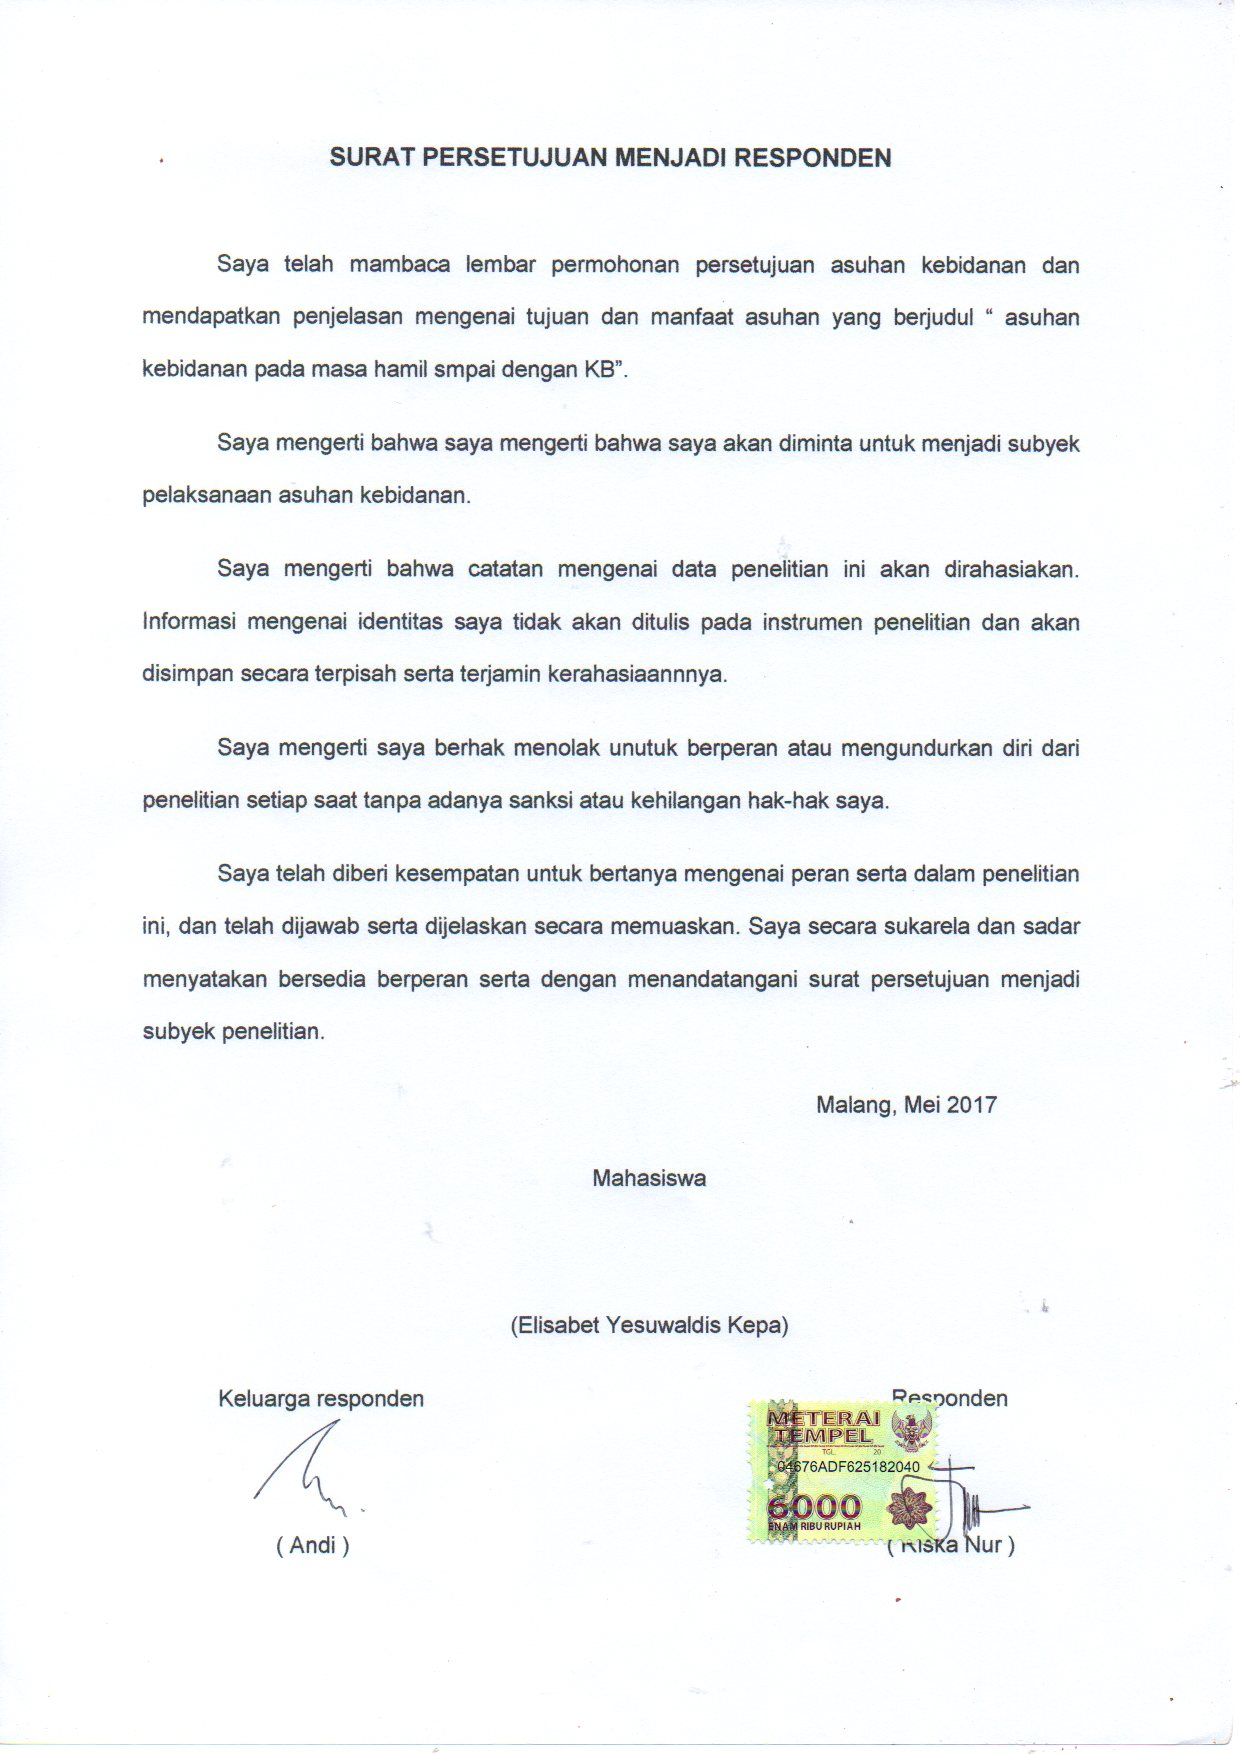 SURAT PERSETUJUAN MENJADI RESPONDEN
Saya telah mambaca lembar permohonan persetujuan asuhan kebidanan dan
mendapatkan penjelasan mengenai tujuan dan manfaat asuhan yang berjudul “ asuhan
kebidanan pada masa hamil smpai dengan KB”.
Saya mengerti bahwa saya mengerti bahwa saya akan diminta untuk menjadi subyek
pelaksanaan asuhan kebidanan.
Saya mengerti bahwa catatan mengenai data penelitian ini akan dirahasiakan.
Informasi mengenai identitas saya tidak akan ditulis pada instrumen penelitian dan akan
disimpan secara terpisah serta terjamin kerahasiaannnya.
Saya mengerti saya berhak menolak unutuk berperan atau mengundurkan diri dari
penelitian setiap saat tanpa adanya sanksi atau kehilangan hak-hak saya.
Saya telah diberi kesempatan untuk bertanya mengenai peran serta dalam penelitian
ini, dan telah dijawab serta dijelaskan secara memuaskan. Saya secara sukarela dan sadar
menyatakan bersedia berperan serta dengan menandatangani surat persetujuan menjadi
subyek penelitian.
Malang, Mei 2017
Mahasiswa
(Elisabet Yesuwaldis Kepa)
Keluarga responden
Responden
METERAI
TEMPEL
TGL. 20
04676ADF625182040
6000
ENAM RIBU RUPIAH
( Andi )
( Riska Nur )